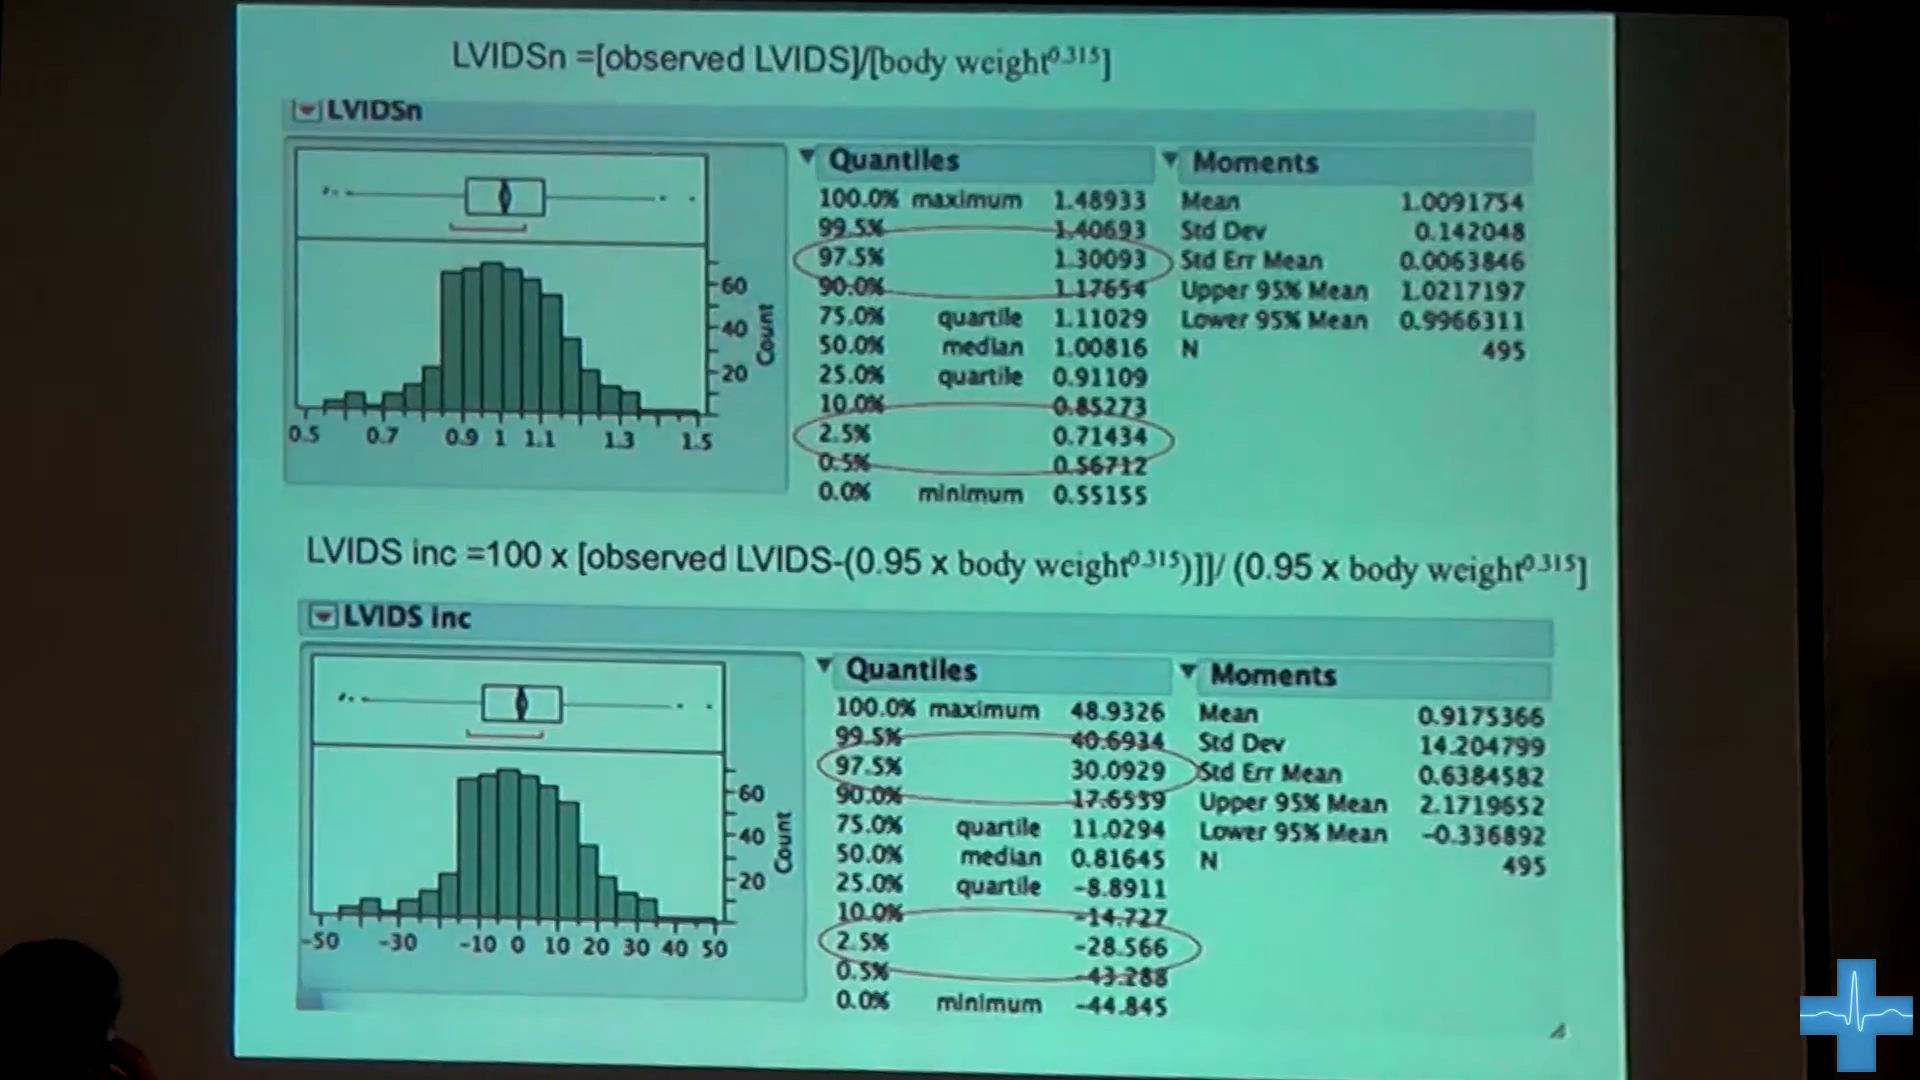 LVIDSn =[observed LVIDS]/[body weight^0.315]
LVIDSn
60
40
20
Count
0.5 0.7 0.9 1 1.1 1.3 1.5
Quantiles
100.0% maximum 1.48933
99.5% 1.40693
97.5% 1.30093
90.0% 1.17654
75.0% quartile 1.11029
50.0% median 1.00816
25.0% quartile 0.91109
10.0% 0.85273
2.5% 0.71434
0.5% 0.56712
0.0% minimum 0.55155
Moments
Mean 1.0091754
Std Dev 0.142048
Std Err Mean 0.0063846
Upper 95% Mean 1.0217197
Lower 95% Mean 0.9966311
N 495
LVIDS inc =100 x [observed LVIDS-(0.95 x body weight^0.315)]]/ (0.95 x body weight^0.315]
LVIDS inc
60
40
20
Count
-50 -30 -10 0 10 20 30 40 50
Quantiles
100.0% maximum 48.9326
99.5% 40.6934
97.5% 30.0929
90.0% 17.6539
75.0% quartile 11.0294
50.0% median 0.81645
25.0% quartile -8.8911
10.0% -14.727
2.5% -28.566
0.5% -43.288
0.0% minimum -44.845
Moments
Mean 0.9175366
Std Dev 14.204799
Std Err Mean 0.6384582
Upper 95% Mean 2.1719652
Lower 95% Mean -0.336892
N 495